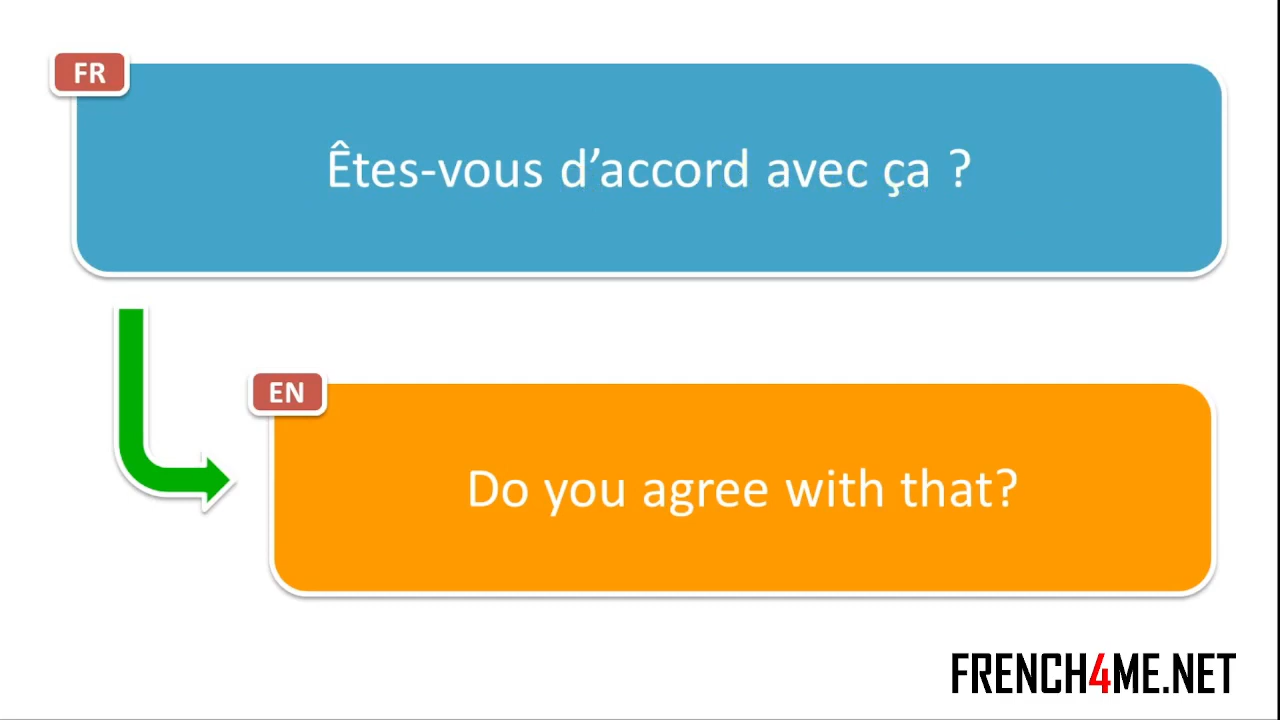 FR
Êtes-vous d’accord avec ça ?
EN
Do you agree with that?
FRENCH4ME.NET